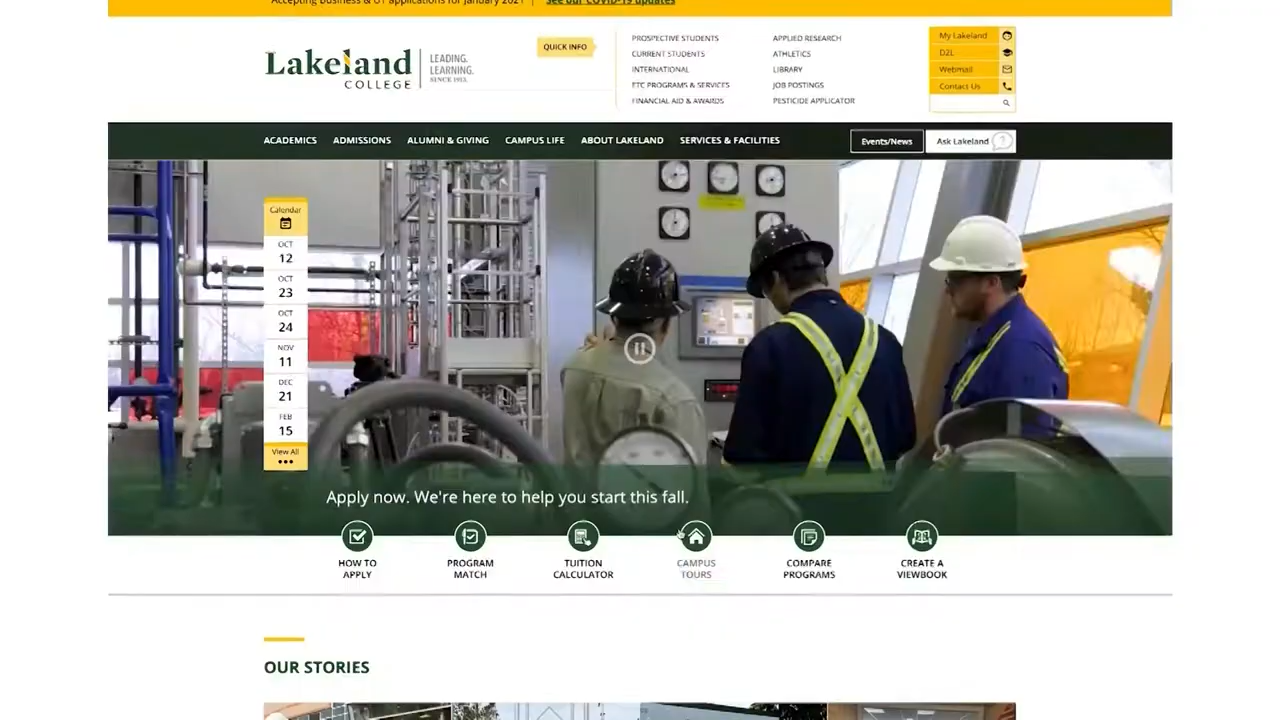 Accepting Business & UT applications for January 2021 | See our COVID-19 updates
Lakeland
COLLEGE
LEADING.
LEARNING.
SINCE 1913.
QUICK INFO
PROSPECTIVE STUDENTS
CURRENT STUDENTS
INTERNATIONAL
ETC PROGRAMS & SERVICES
FINANCIAL AID & AWARDS
APPLIED RESEARCH
ATHLETICS
LIBRARY
JOB POSTINGS
PESTICIDE APPLICATOR
My Lakeland
D2L
Webmail
Contact Us
ACADEMICS ADMISSIONS ALUMNI & GIVING CAMPUS LIFE ABOUT LAKELAND SERVICES & FACILITIES
Events/News
Ask Lakeland
Calendar
OCT
12
OCT
23
OCT
24
NOV
11
DEC
21
FEB
15
View All
Apply now. We're here to help you start this fall.
HOW TO
APPLY
PROGRAM
MATCH
TUITION
CALCULATOR
CAMPUS
TOURS
COMPARE
PROGRAMS
CREATE A
VIEWBOOK
OUR STORIES